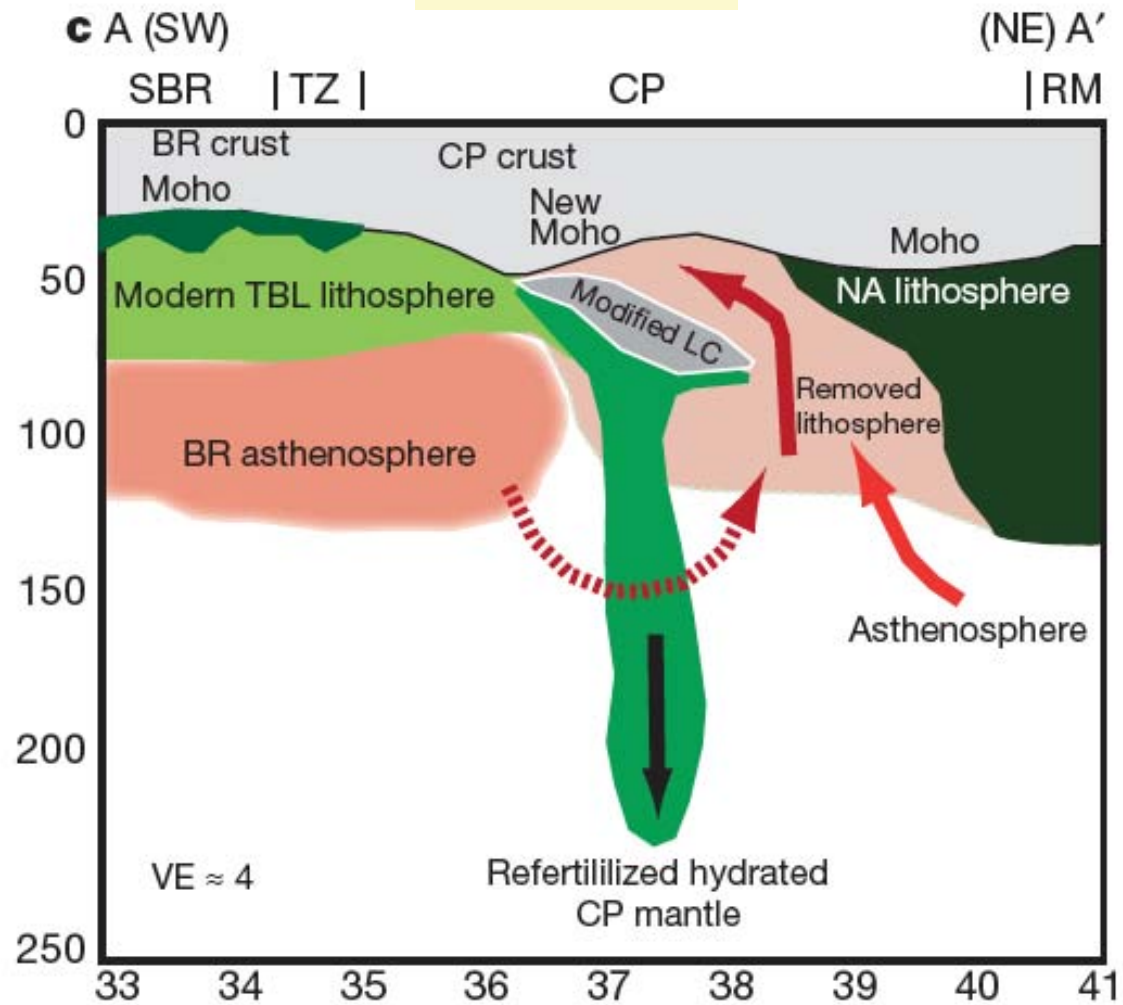 c A (SW) (NE) A′
SBR | TZ | CP | RM
0
BR crust
CP crust
Moho
New
Moho
Moho
50
Modern TBL lithosphere
Modified LC
NA lithosphere
Removed
lithosphere
100
BR asthenosphere
150
Asthenosphere
200
VE ≈ 4
Refertililized hydrated
CP mantle
250
33 34 35 36 37 38 39 40 41